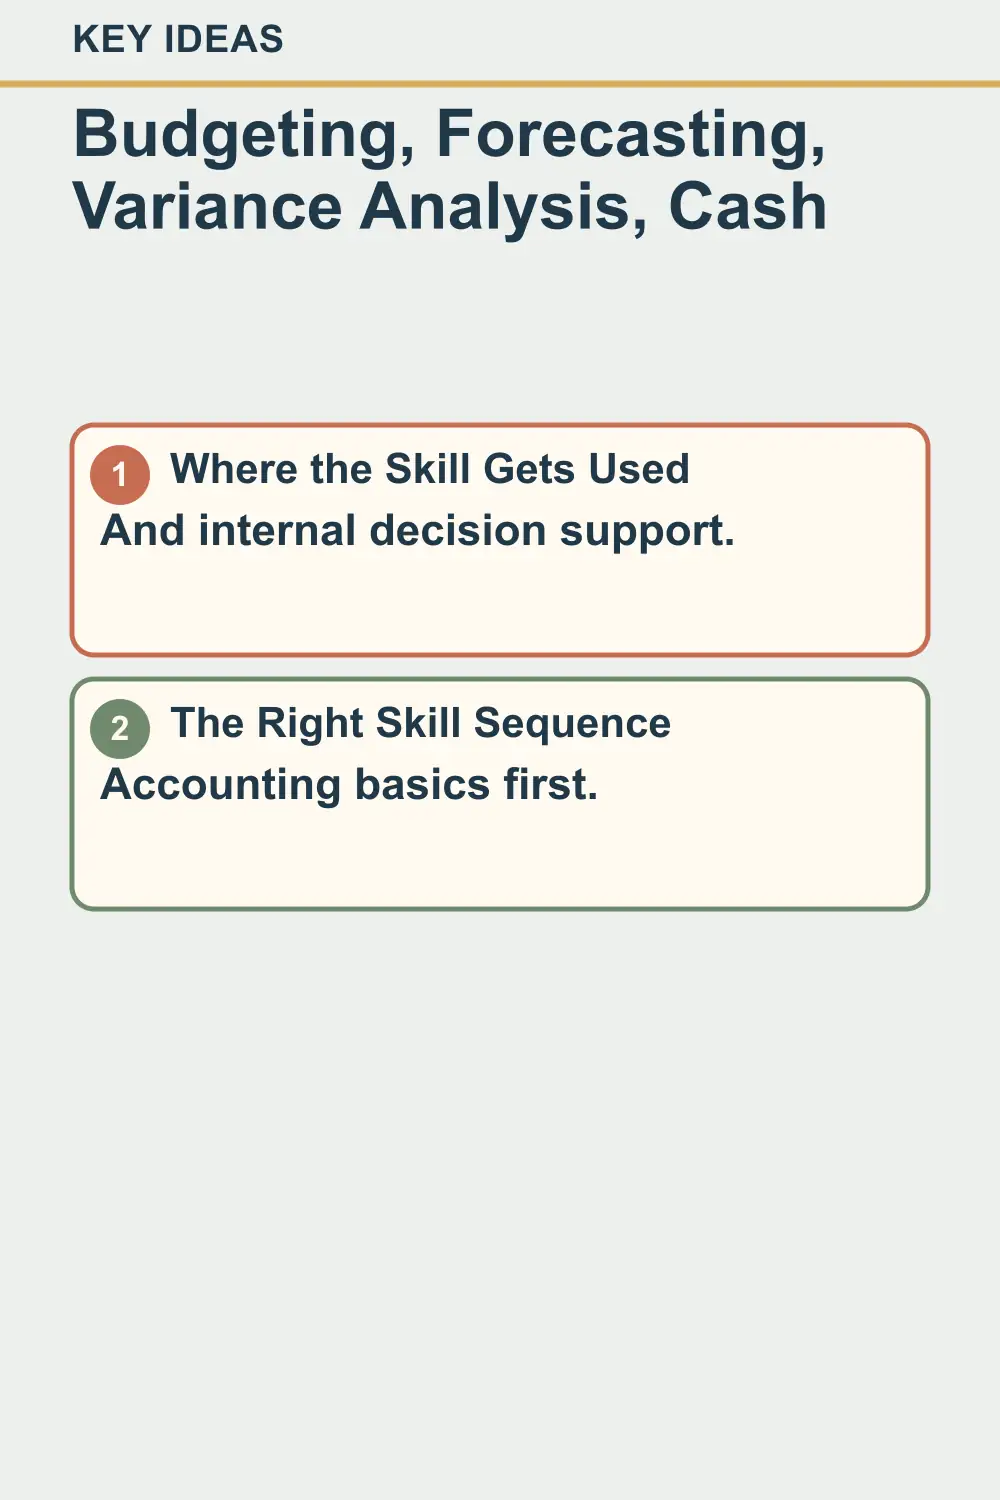 KEY IDEAS
Budgeting, Forecasting,
Variance Analysis, Cash
1 Where the Skill Gets Used
And internal decision support.
2 The Right Skill Sequence
Accounting basics first.